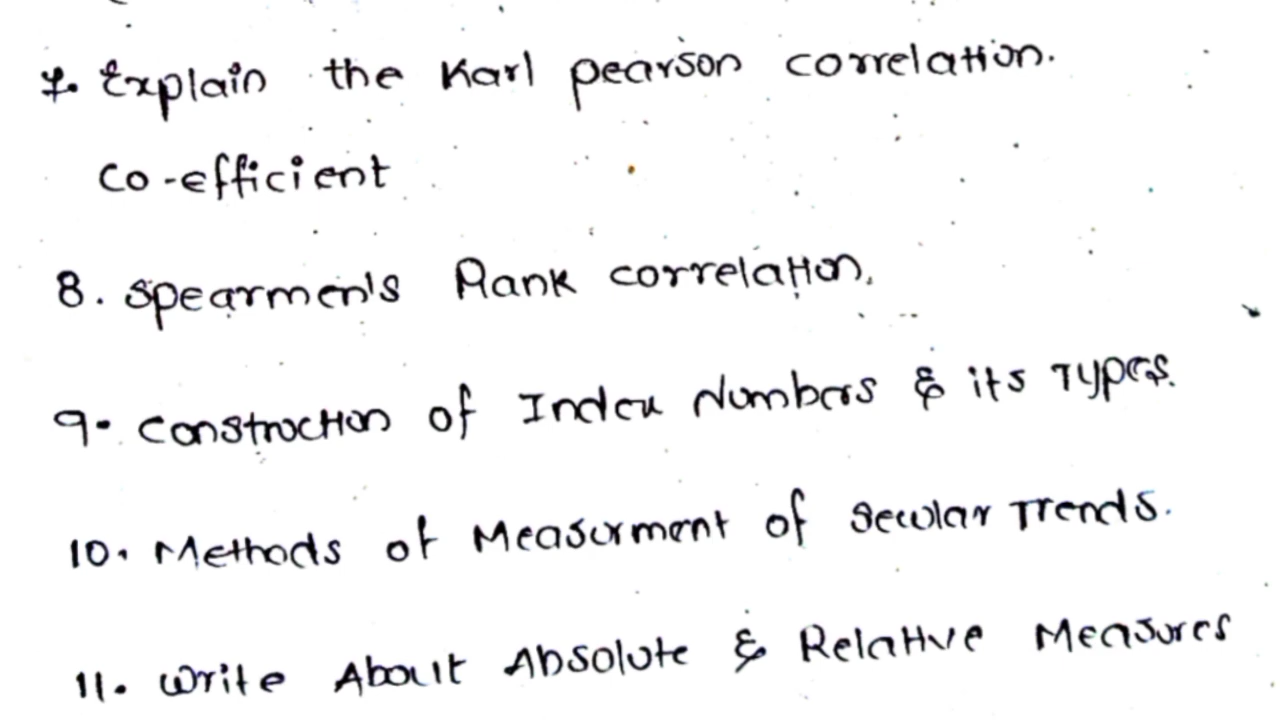 7. Explain the Karl pearson correlation.
co-efficient
8. Spearmen's Rank correlation.
9. Construction of Index Numbers & its Types.
10. Methods of Measurment of Secular Trends.
11. Write About Absolute & Relative Measures